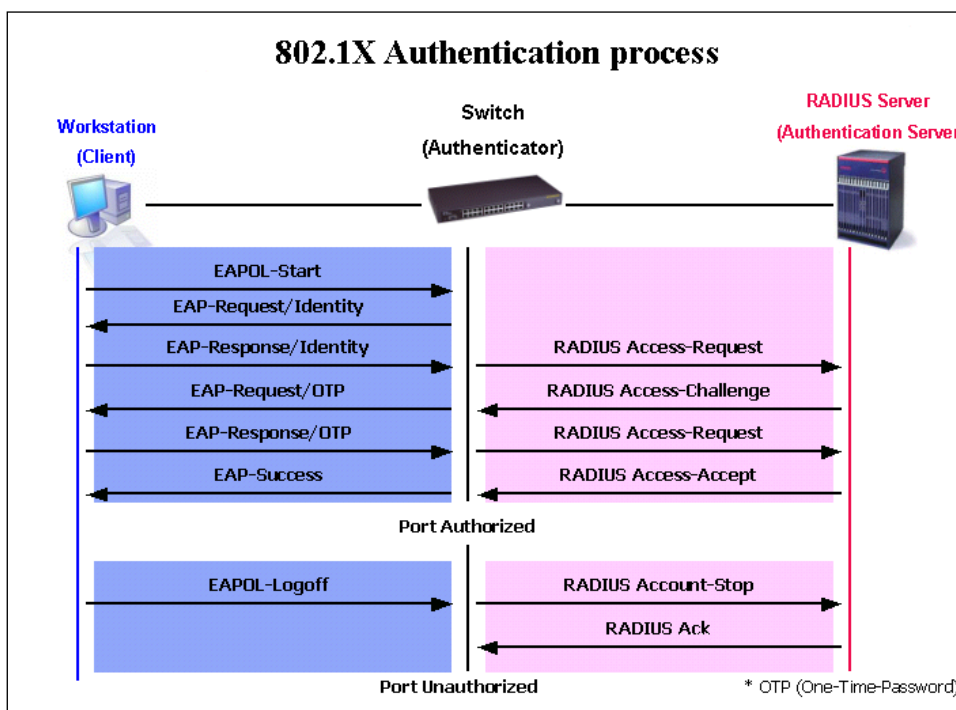 802.1X Authentication process
Workstation
(Client)
Switch
(Authenticator)
RADIUS Server
(Authentication Server
EAPOL-Start
EAP-Request/Identity
EAP-Response/Identity
RADIUS Access-Request
EAP-Request/OTP
RADIUS Access-Challenge
EAP-Response/OTP
RADIUS Access-Request
EAP-Success
RADIUS Access-Accept
Port Authorized
EAPOL-Logoff
RADIUS Account-Stop
RADIUS Ack
Port Unauthorized
* OTP (One-Time-Password)